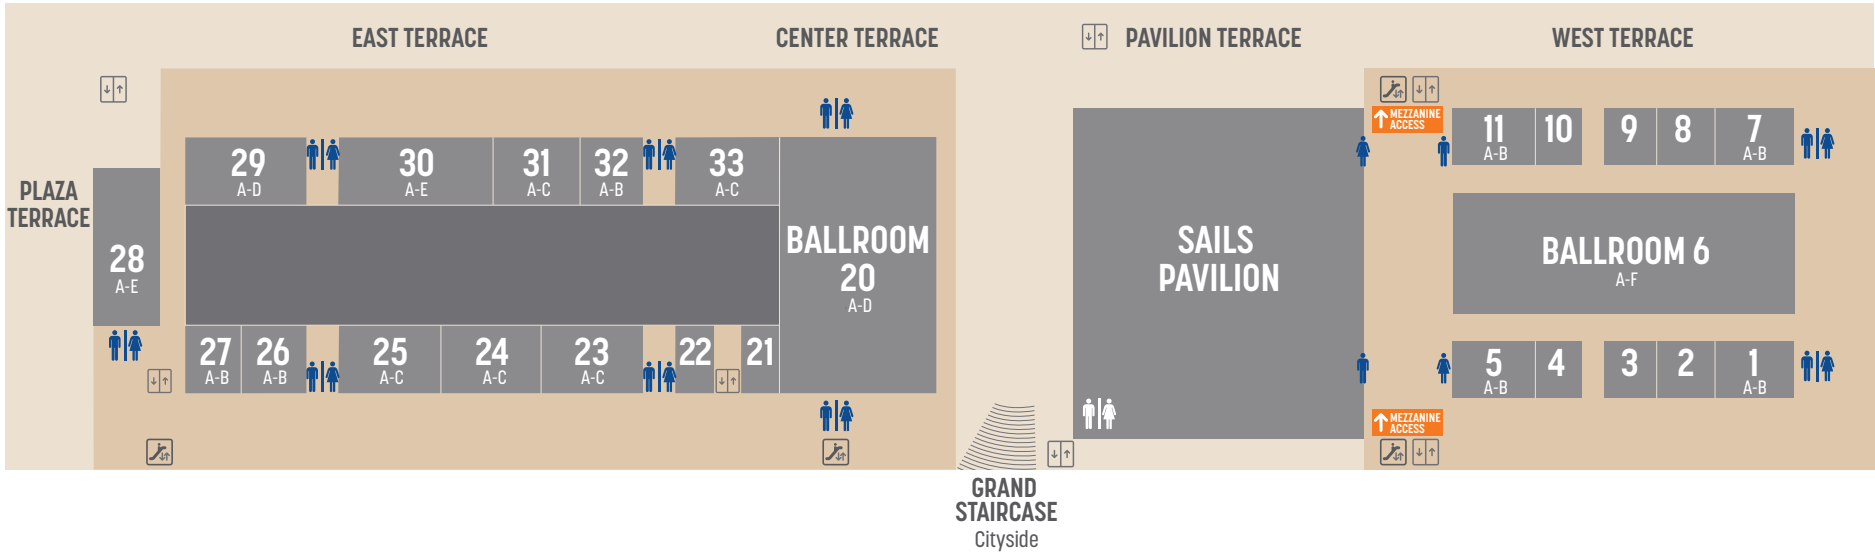 EAST TERRACE
CENTER TERRACE
PAVILION TERRACE
WEST TERRACE
PLAZA
TERRACE
28
A-E
29
A-D
30
A-E
31
A-C
32
A-B
33
A-C
BALLROOM
20
A-D
27
A-B
26
A-B
25
A-C
24
A-C
23
A-C
22
21
GRAND
STAIRCASE
Cityside
SAILS
PAVILION
MEZZANINE
ACCESS
11
A-B
10
9
8
7
A-B
BALLROOM 6
A-F
5
A-B
4
3
2
1
A-B
MEZZANINE
ACCESS